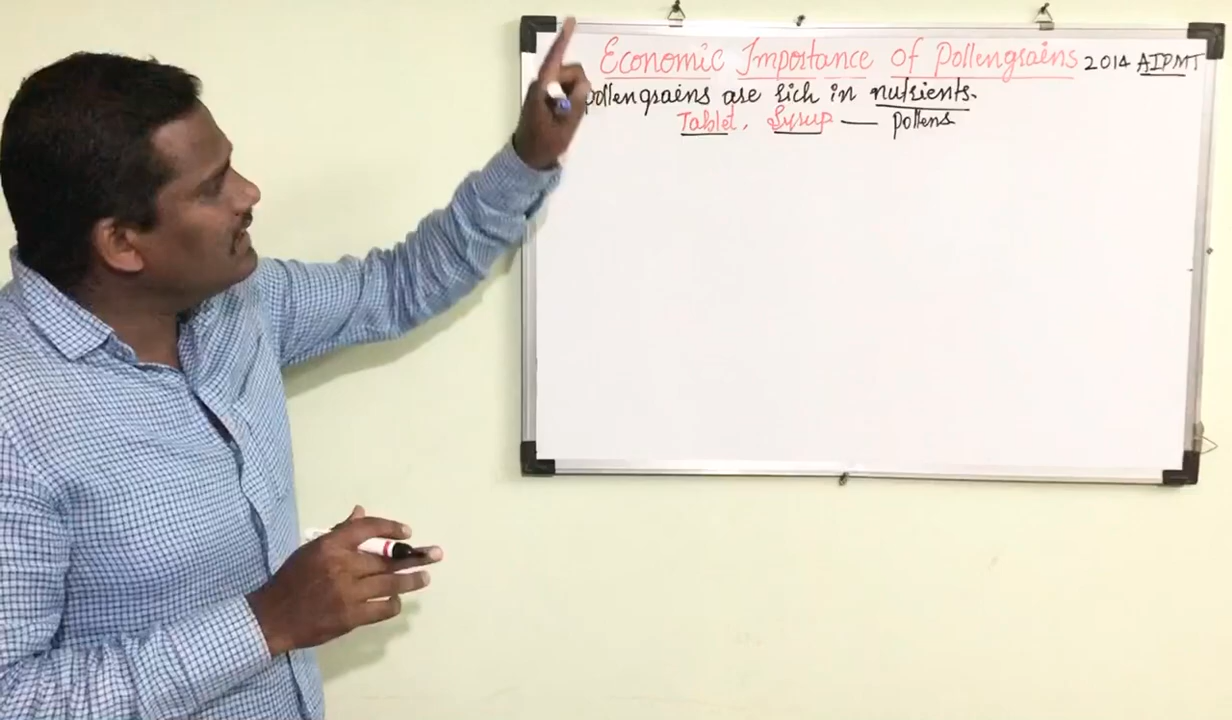 Economic Importance of Pollengrains 2014 AIPMT
pollengrains are rich in nutrients.
Tablet, Syrup — pollens